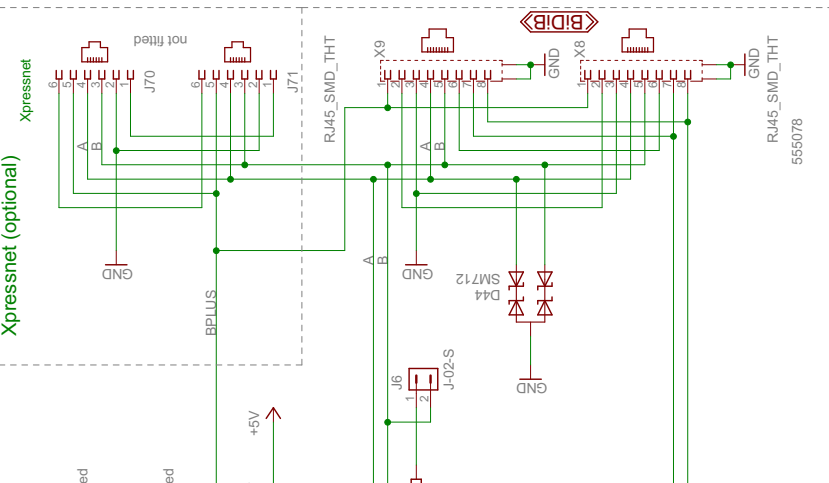 BiDiB
not fitted
Xpressnet
6
5
4
3
2
1
J70
6
5
4
3
2
1
J71
RJ45_SMD_THT
X9
1
2
3
4
5
6
7
8
GND
X8
1
2
3
4
5
6
7
8
GND
RJ45_SMD_THT
555078
A
B
A
B
Xpressnet (optional)
GND
A
B
GND
SM712
D44
BPLUS
GND
J6
1
2
J-02-S
+5V
ed
ed